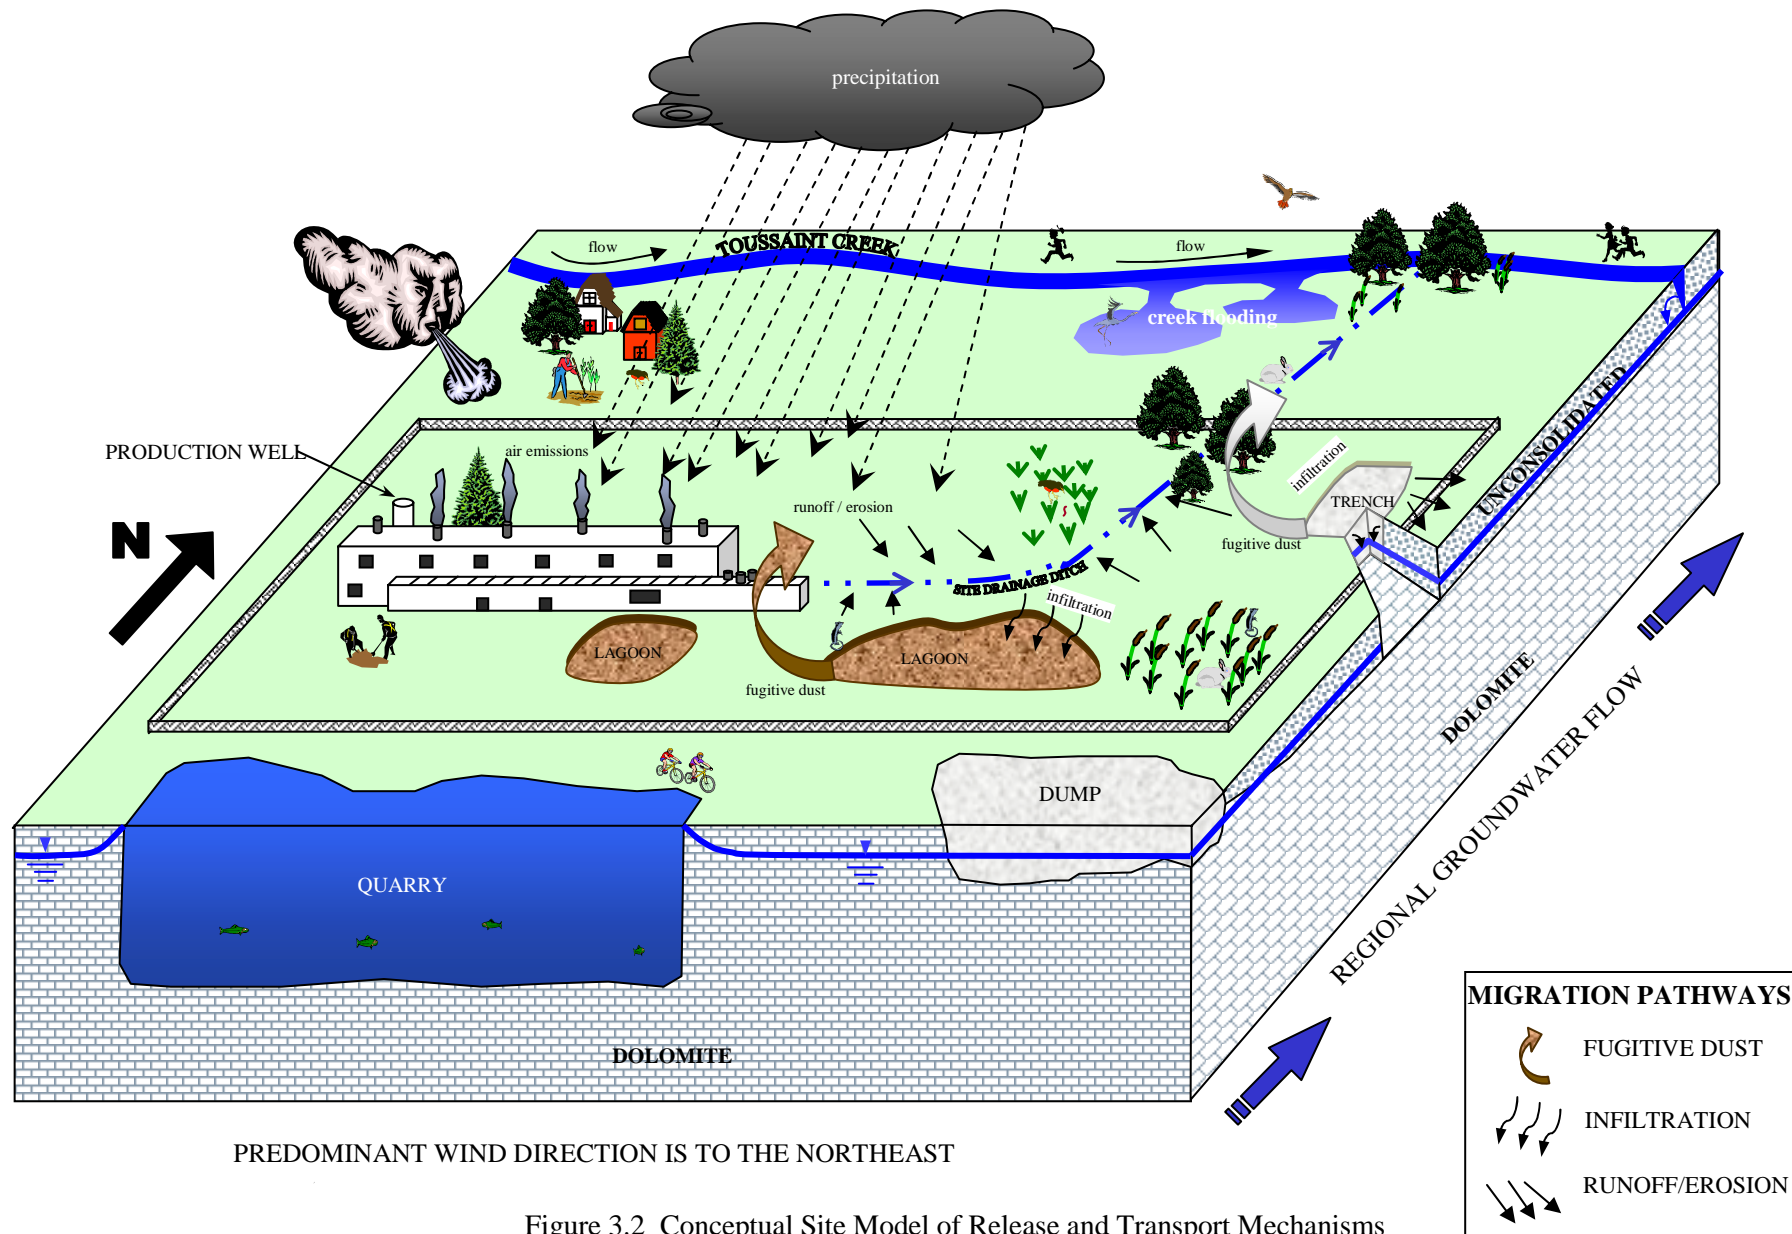 precipitation
flow
TOUSSAINT CREEK
flow
creek flooding
PRODUCTION WELL
air emissions
infiltration
UNCONSOLIDATED
TRENCH
runoff / erosion
fugitive dust
N
SITE DRAINAGE DITCH
infiltration
LAGOON
LAGOON
fugitive dust
DOLOMITE
REGIONAL GROUNDWATER FLOW
DUMP
QUARRY
DOLOMITE
MIGRATION PATHWAYS
FUGITIVE DUST
INFILTRATION
RUNOFF/EROSION
PREDOMINANT WIND DIRECTION IS TO THE NORTHEAST
Figure 3.2 Conceptual Site Model of Release and Transport Mechanisms